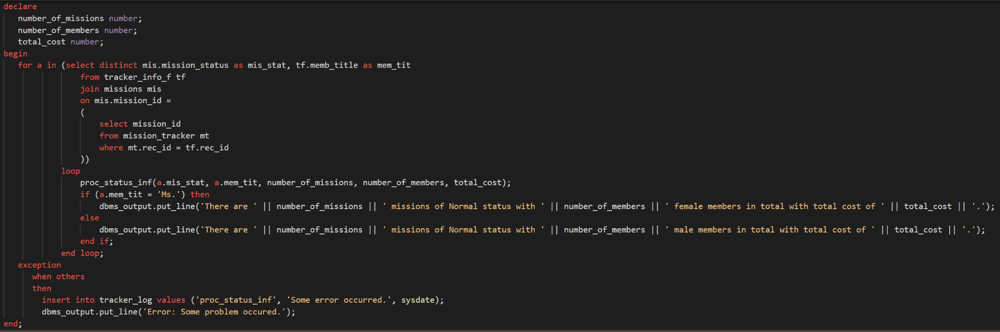 declare
number_of_missions number;
number_of_members number;
total_cost number;
begin
for a in (select distinct mis.mission_status as mis_stat, tf.memb_title as mem_tit
from tracker_info_f tf
join missions mis
on mis.mission_id =
(
select mission_id
from mission_tracker mt
where mt.rec_id = tf.rec_id
))
loop
proc_status_inf(a.mis_stat, a.mem_tit, number_of_missions, number_of_members, total_cost);
if (a.mem_tit = 'Ms.') then
dbms_output.put_line('There are ' || number_of_missions || ' missions of Normal status with ' || number_of_members || ' female members in total with total cost of ' || total_cost || '.');
else
dbms_output.put_line('There are ' || number_of_missions || ' missions of Normal status with ' || number_of_members || ' male members in total with total cost of ' || total_cost || '.');
end if;
end loop;
exception
when others
then
insert into tracker_log values ('proc_status_inf', 'Some error occurred.', sysdate);
dbms_output.put_line('Error: Some problem occured.');
end;